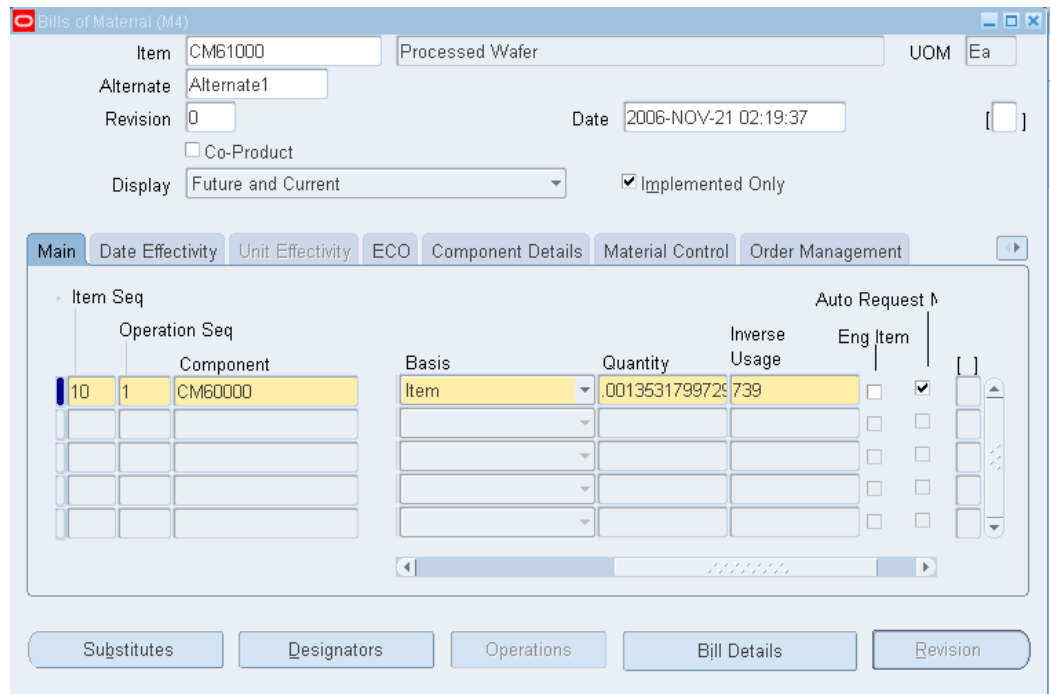 Bills of Material (M4)
Item CM61000 Processed Wafer UOM Ea
Alternate Alternate1
Revision 0 Date 2006-NOV-21 02:19:37 [ ]
Co-Product
Display Future and Current Implemented Only
Main Date Effectivity Unit Effectivity ECO Component Details Material Control Order Management
Item Seq
Auto Request
Operation Seq Inverse Eng Item
Component Basis Quantity Usage [ ]
10 1 CM60000 Item .001353179972 739
Substitutes Designators Operations Bill Details Revision